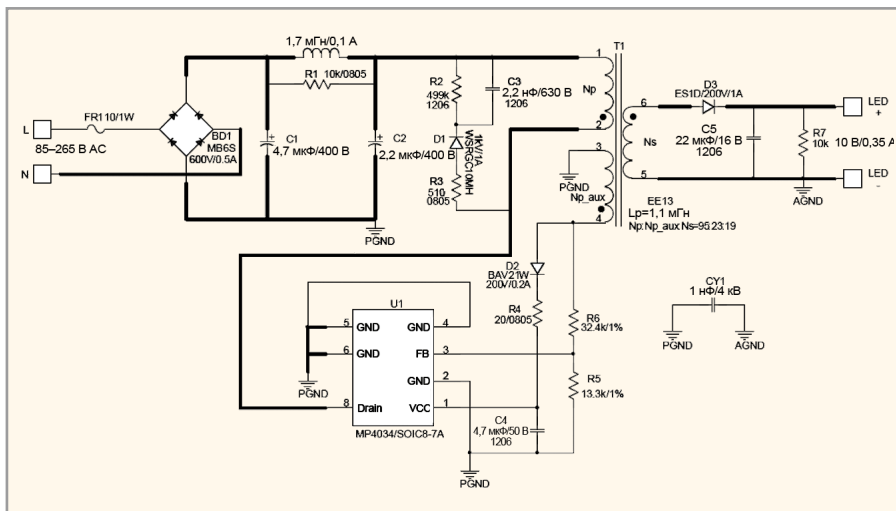 1,7 мГн/0,1 А
R1 10k/0805
FR1 10/1W
L
85–265 В AC
N
BD1
MB6S
600V/0.5A
C1
4,7 мкФ/400 В
C2
2,2 мкФ/400 В
PGND
R2
499k
1206
C3
2,2 нФ/630 В
1206
D1
1KV/1A
WSRGC10MH
R3
510
0805
T1
1
Np
2
3
PGND
Np_aux
4
6
Ns
5
EE13
Lp=1,1 мГн
Np:Np_aux:Ns=95:23:19
D3
ES1D/200V/1A
C5
22 мкФ/16 В
1206
R7
10k
LED
+
10 В/0,35 А
LED
-
AGND
D2
BAV21W
200V/0.2A
R4
20/0805
R6
32.4k/1%
R5
13.3k/1%
C4
4,7 мкФ/50 В
1206
PGND
CY1
1 нФ/4 кВ
PGND
AGND
U1
5 GND
GND 4
6 GND
FB 3
GND 2
8 Drain
VCC 1
MP4034/SOIC8-7A
PGND